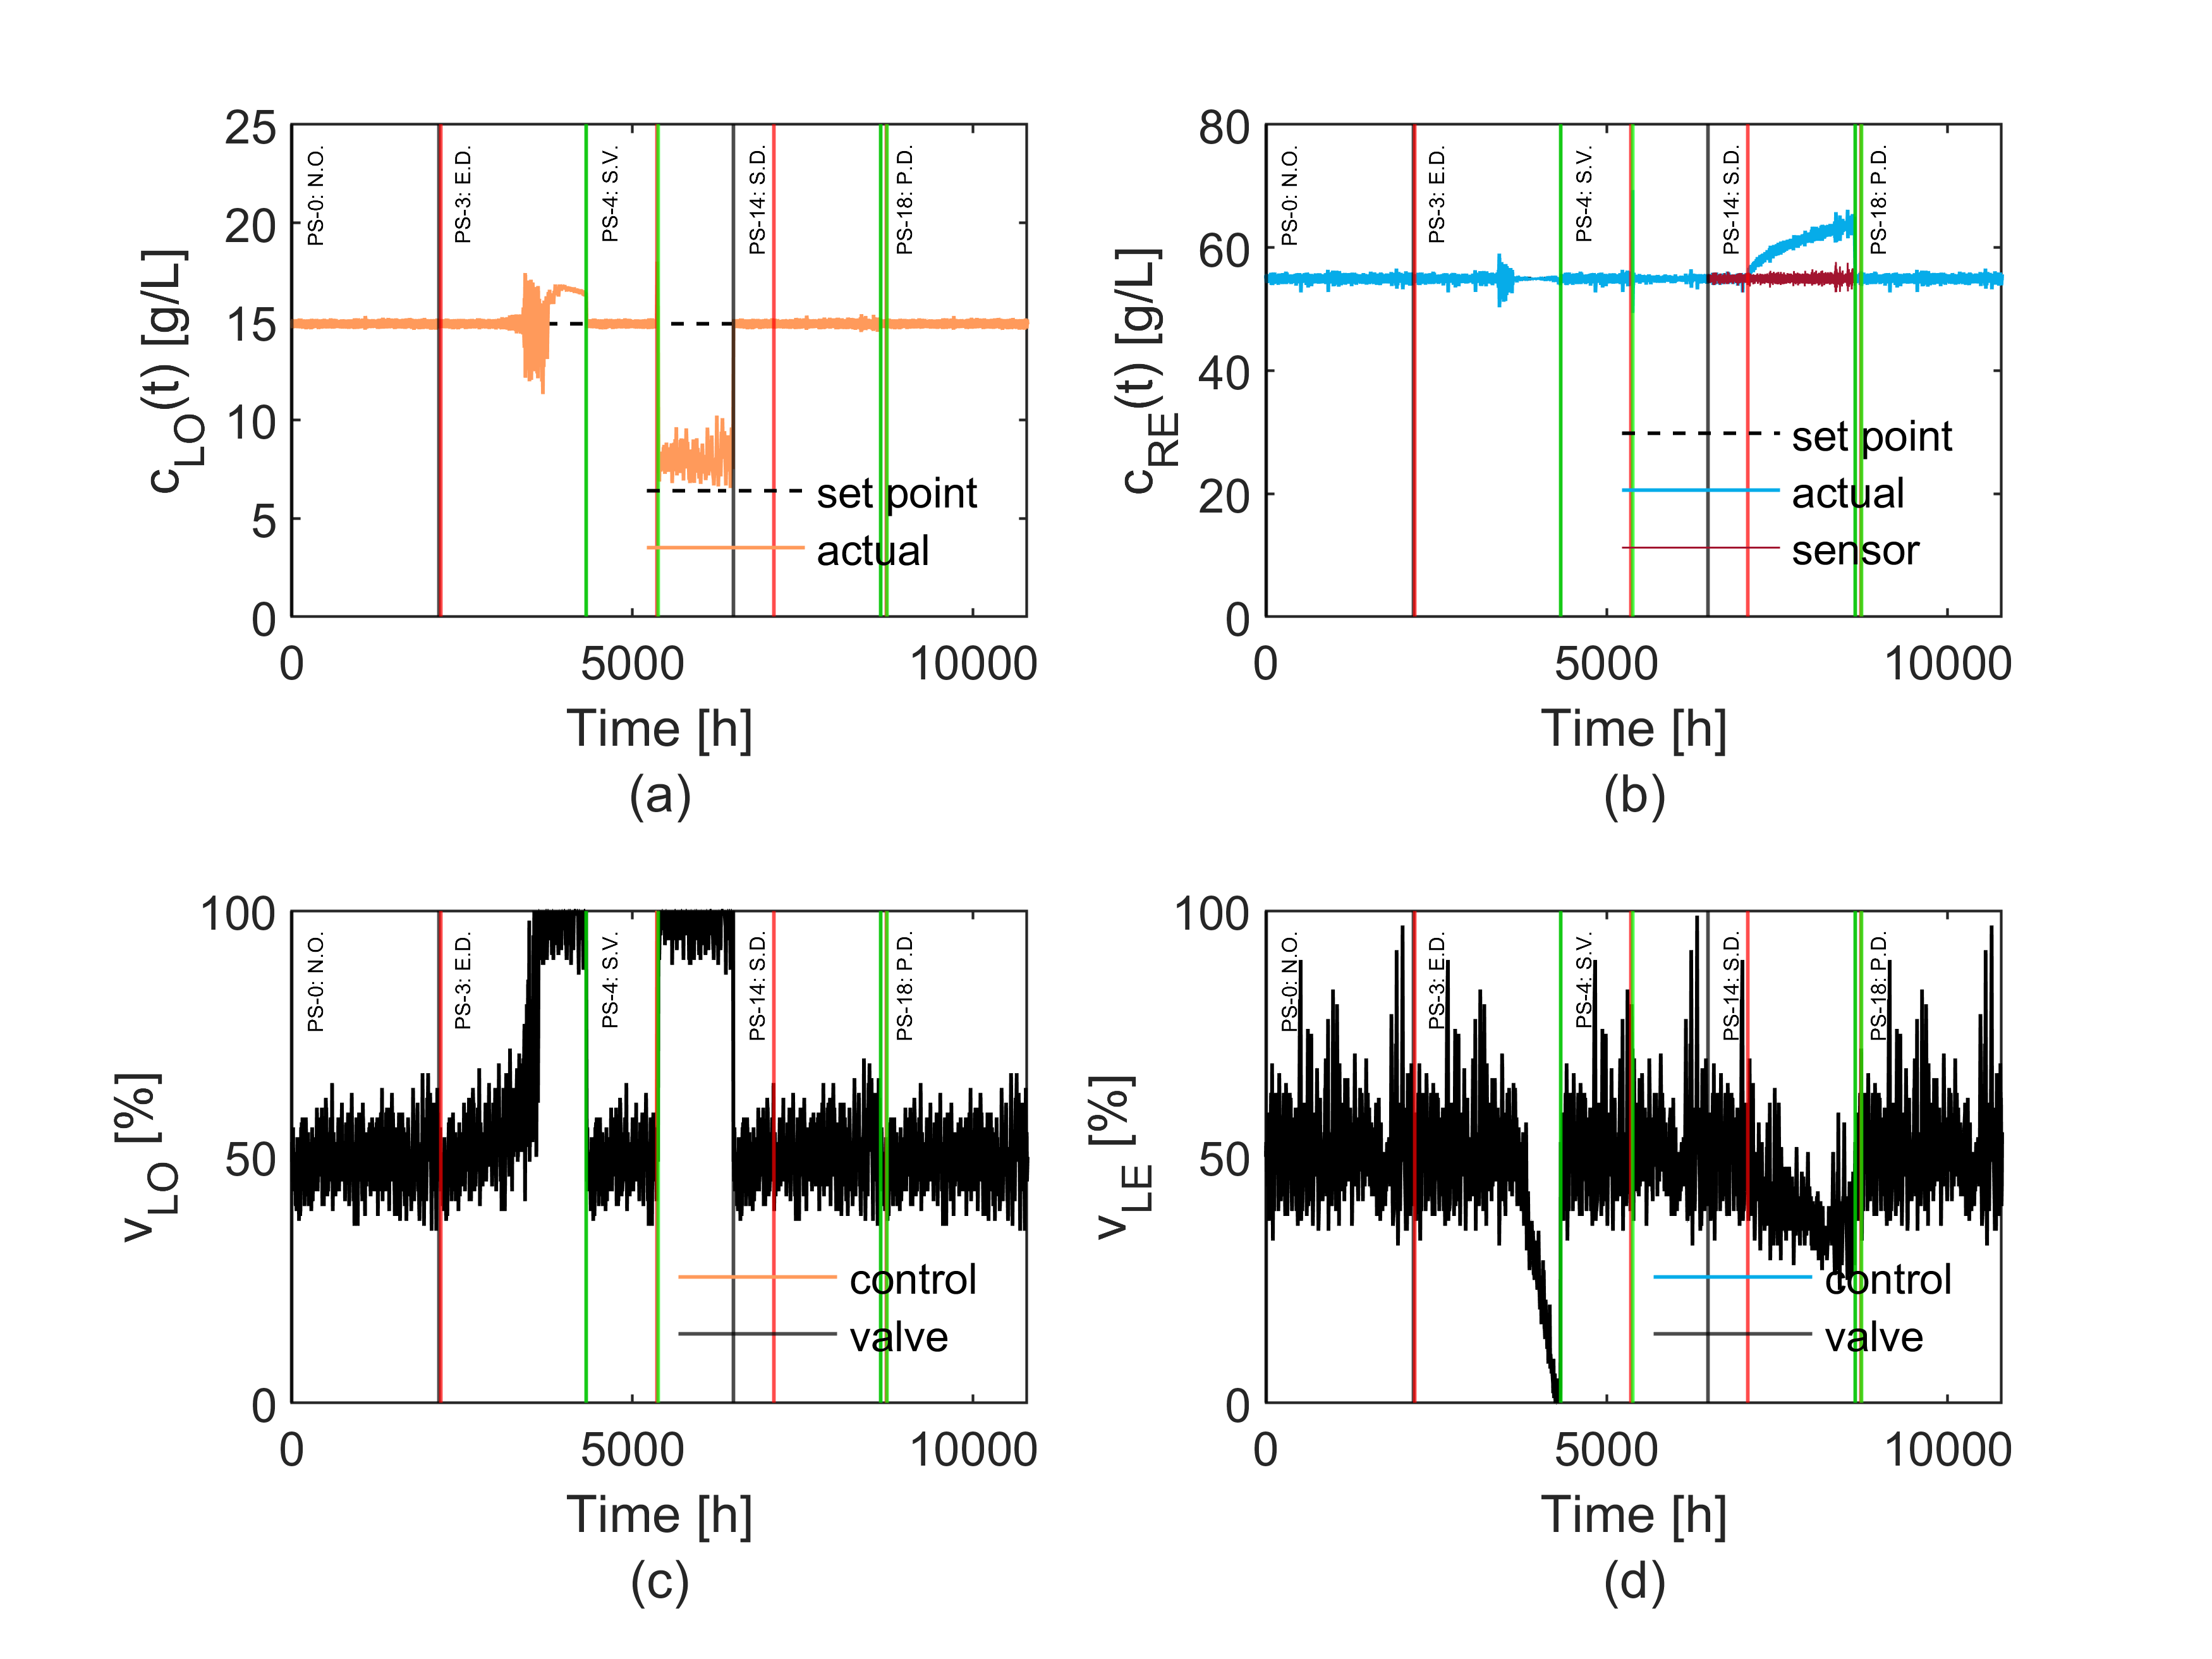 25
20
15
10
5
0
c_LO(t) [g/L]
PS-0: N.O.
PS-3: E.D.
PS-4: S.V.
PS-14: S.D.
PS-18: P.D.
set point
actual
0 5000 10000
Time [h]
(a)
80
60
40
20
0
c_RE(t) [g/L]
PS-0: N.O.
PS-3: E.D.
PS-4: S.V.
PS-14: S.D.
PS-18: P.D.
set point
actual
sensor
0 5000 10000
Time [h]
(b)
100
50
0
v_LO [%]
PS-0: N.O.
PS-3: E.D.
PS-4: S.V.
PS-14: S.D.
PS-18: P.D.
control
valve
0 5000 10000
Time [h]
(c)
100
50
0
v_LE [%]
PS-0: N.O.
PS-3: E.D.
PS-4: S.V.
PS-14: S.D.
PS-18: P.D.
control
valve
0 5000 10000
Time [h]
(d)